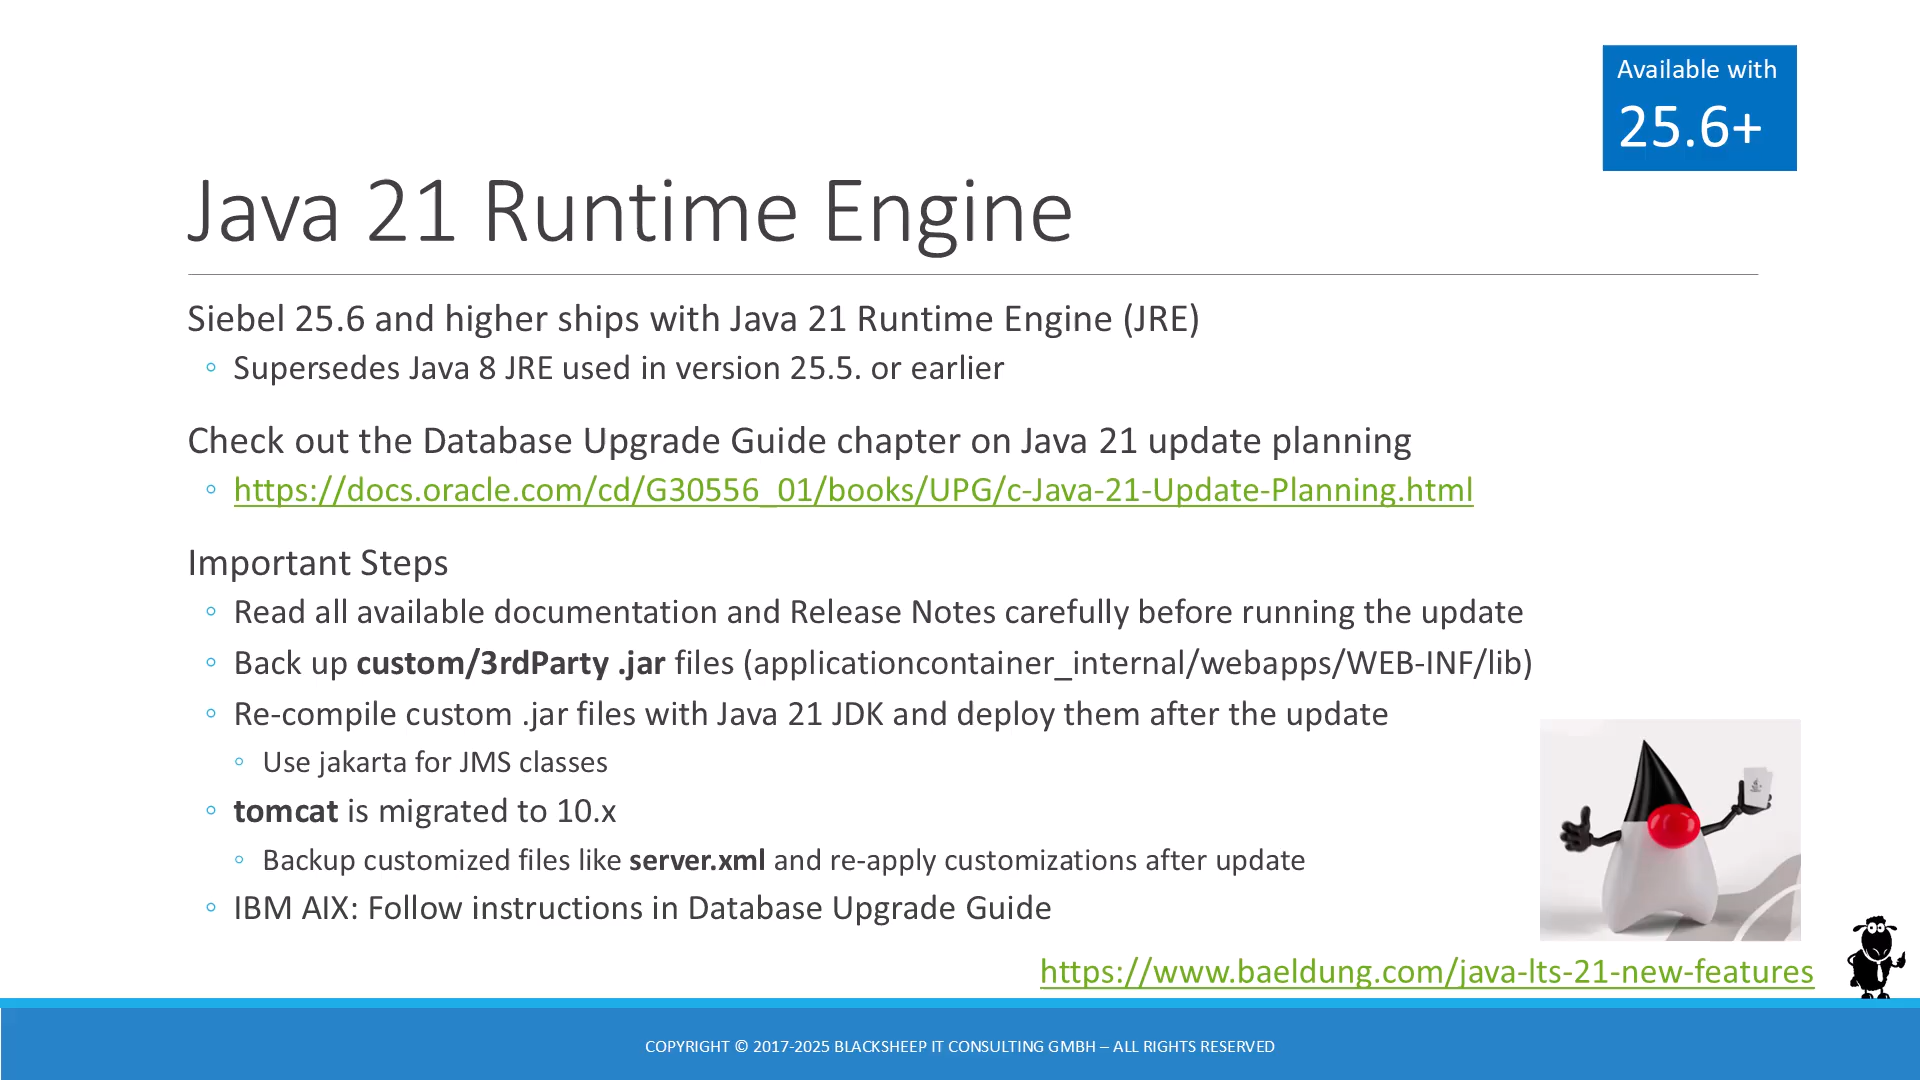 Available with
25.6+
Java 21 Runtime Engine
Siebel 25.6 and higher ships with Java 21 Runtime Engine (JRE)
◦ Supersedes Java 8 JRE used in version 25.5. or earlier
Check out the Database Upgrade Guide chapter on Java 21 update planning
◦ https://docs.oracle.com/cd/G30556_01/books/UPG/c-Java-21-Update-Planning.html
Important Steps
◦ Read all available documentation and Release Notes carefully before running the update
◦ Back up custom/3rdParty .jar files (applicationcontainer_internal/webapps/WEB-INF/lib)
◦ Re-compile custom .jar files with Java 21 JDK and deploy them after the update
◦ Use jakarta for JMS classes
◦ tomcat is migrated to 10.x
◦ Backup customized files like server.xml and re-apply customizations after update
◦ IBM AIX: Follow instructions in Database Upgrade Guide
https://www.baeldung.com/java-lts-21-new-features
COPYRIGHT © 2017-2025 BLACKSHEEP IT CONSULTING GMBH – ALL RIGHTS RESERVED